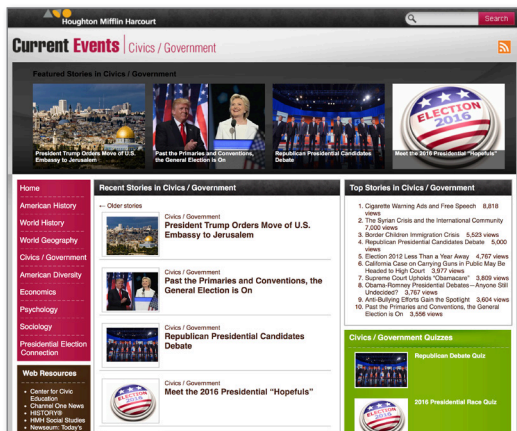 Houghton Mifflin Harcourt
Search
Current Events | Civics / Government
Featured Stories in Civics / Government
President Trump Orders Move of U.S.
Embassy to Jerusalem
Past the Primaries and Conventions,
the General Election is On
Republican Presidential Candidates
Debate
ELECTION
2016
Meet the 2016 Presidential "Hopefuls"
Home
American History
World History
World Geography
Civics / Government
American Diversity
Economics
Psychology
Sociology
Presidential Election
Connection
Web Resources
• Center for Civic
Education
• Channel One News
• HISTORY®
• HMH Social Studies
• Newseum: Today's
Recent Stories in Civics / Government
← Older stories
Civics / Government
President Trump Orders Move of U.S.
Embassy to Jerusalem
Civics / Government
Past the Primaries and Conventions, the
General Election is On
Civics / Government
Republican Presidential Candidates
Debate
ELECTION
2016
Civics / Government
Meet the 2016 Presidential "Hopefuls"
Top Stories in Civics / Government
1. Cigarette Warning Ads and Free Speech 8,818
views
2. The Syrian Crisis and the International Community
7,000 views
3. Border Children Immigration Crisis 5,523 views
4. Republican Presidential Candidates Debate 5,000
views
5. Election 2012 Less Than a Year Away 4,767 views
6. California Case on Carrying Guns in Public May Be
Headed to High Court 3,977 views
7. Supreme Court Upholds "Obamacare" 3,809 views
8. Obama-Romney Presidential Debates—Anyone Still
Undecided? 3,767 views
9. Anti-Bullying Efforts Gain the Spotlight 3,604 views
10. Past the Primaries and Conventions, the General
Election is On 3,556 views
Civics / Government Quizzes
Republican Debate Quiz
ELECTION
2016
2016 Presidential Race Quiz